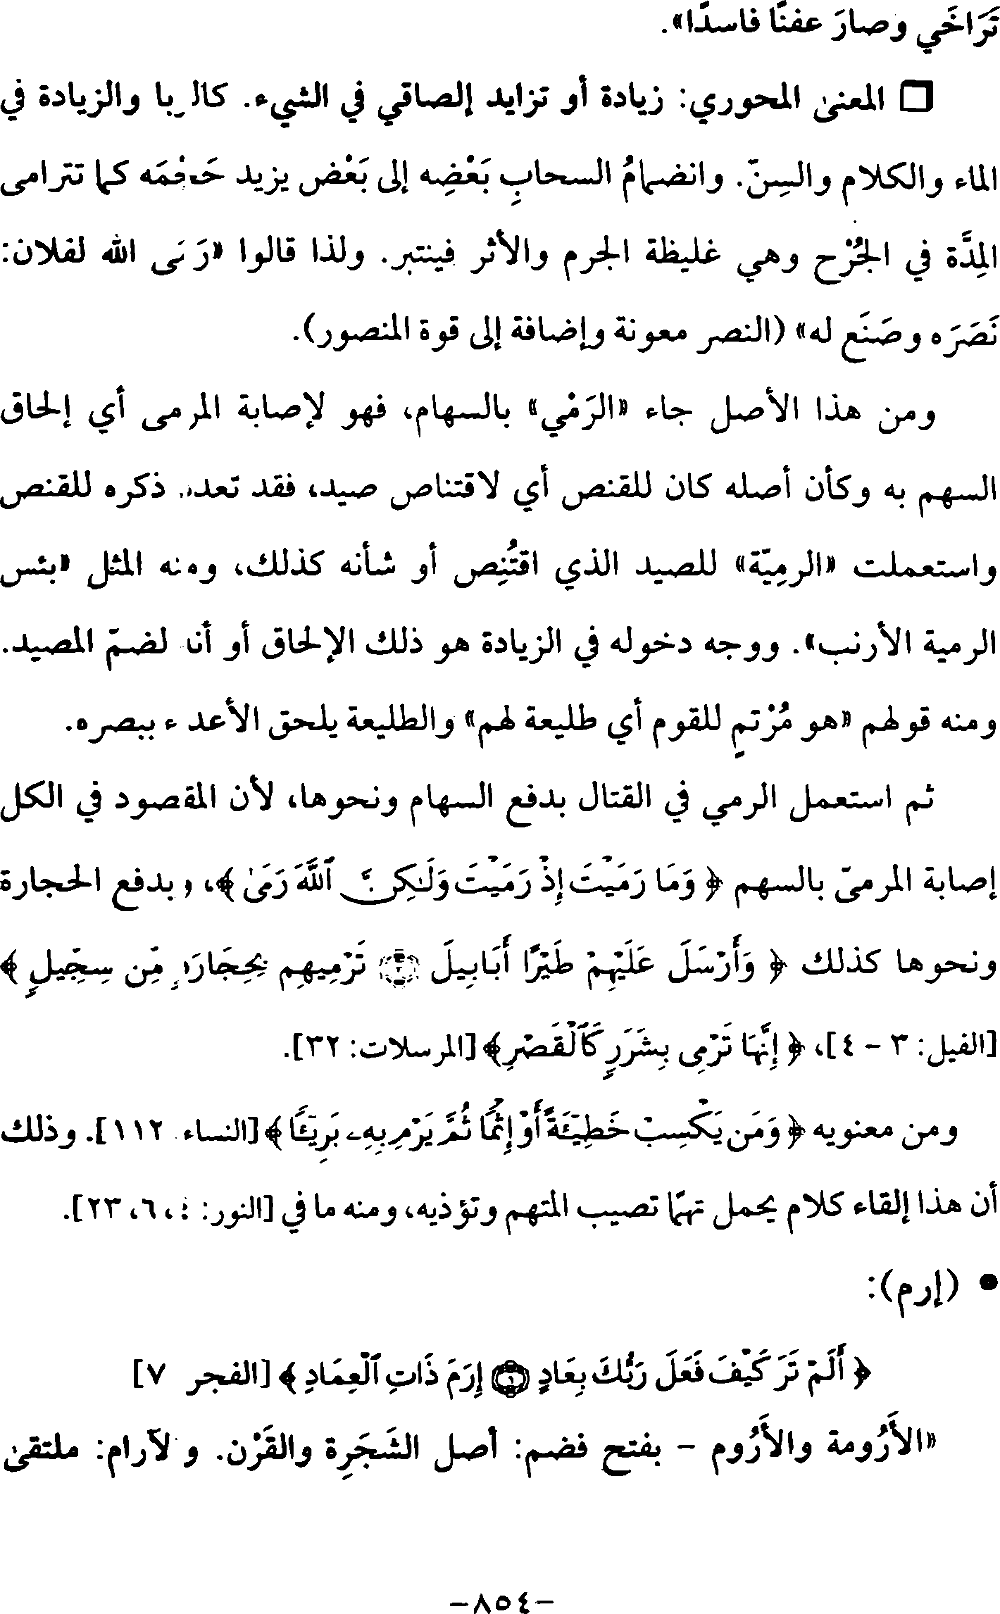 تَرَاخَي وصارَ عفنًا فاسدًا».
□ المعنى المحوري: زيادة أو تزايد إلصاقي في الشيء. كالربا والزيادة في
الماء والكلام والسِنّ. وانضمامُ السحابِ بَعْضِه إلى بَعْض يزيد حَجْمَه كما تترامى
المِدَّة في الجُرْح وهي غليظة الجرم والأثر فينتبر. ولذا قالوا «رَمَى الله لفلان:
نَصَرَه وصَنَع له» (النصر معونة وإضافة إلى قوة المنصور).
ومن هذا الأصل جاء «الرَمْي» بالسهام، فهو لإصابة المرمى أي إلحاق
السهم به وكأن أصله كان للقنص أي لاقتناص صيد، فقد تعدد ذكره للقنص
واستعملت «الرمِيّة» للصيد الذي اقتُنِص أو شأنه كذلك، ومنه المثل «بئس
الرمية الأرنب». ووجه دخوله في الزيادة هو ذلك الإلحاق أو أنه لضمّ المصيد.
ومنه قولهم «هو مُرْتمٍ للقوم أي طليعة لهم» والطليعة يلحق الأعداء ببصره.
ثم استعمل الرمي في القتال بدفع السهام ونحوها، لأن المقصود في الكل
إصابة المرميّ بالسهم ﴿ وَمَا رَمَيْتَ إِذْ رَمَيْتَ وَلَٰكِنَّ ٱللَّهَ رَمَىٰ ﴾، وبدفع الحجارة
ونحوها كذلك ﴿ وَأَرْسَلَ عَلَيْهِمْ طَيْرًا أَبَابِيلَ ٣ تَرْمِيهِم بِحِجَارَةٍ مِّن سِجِّيلٍ ﴾
[الفيل: ٣ – ٤]، ﴿ إِنَّهَا تَرْمِى بِشَرَرٍ كَٱلْقَصْرِ﴾ [المرسلات: ٣٢].
ومن معنويه ﴿ وَمَن يَكْسِبْ خَطِيٓـَٔةً أَوْ إِثْمًا ثُمَّ يَرْمِ بِهِۦ بَرِيٓـًٔا﴾ [النساء: ١١٢]. وذلك
أن هذا إلقاء كلام يحمل تهمًا تصيب المتهم وتؤذيه، ومنه ما في [النور: ٤، ٦، ٢٣].
• (إرم):
﴿ أَلَمْ تَرَ كَيْفَ فَعَلَ رَبُّكَ بِعَادٍ ٦ إِرَمَ ذَاتِ ٱلْعِمَادِ ﴾ [الفجر ٧]
«الأَرُومة والأَرُوم – بفتح فضم: أصل الشَجَرِة والقَرْن. والآرام: ملتقىٰ
-٨٥٤-